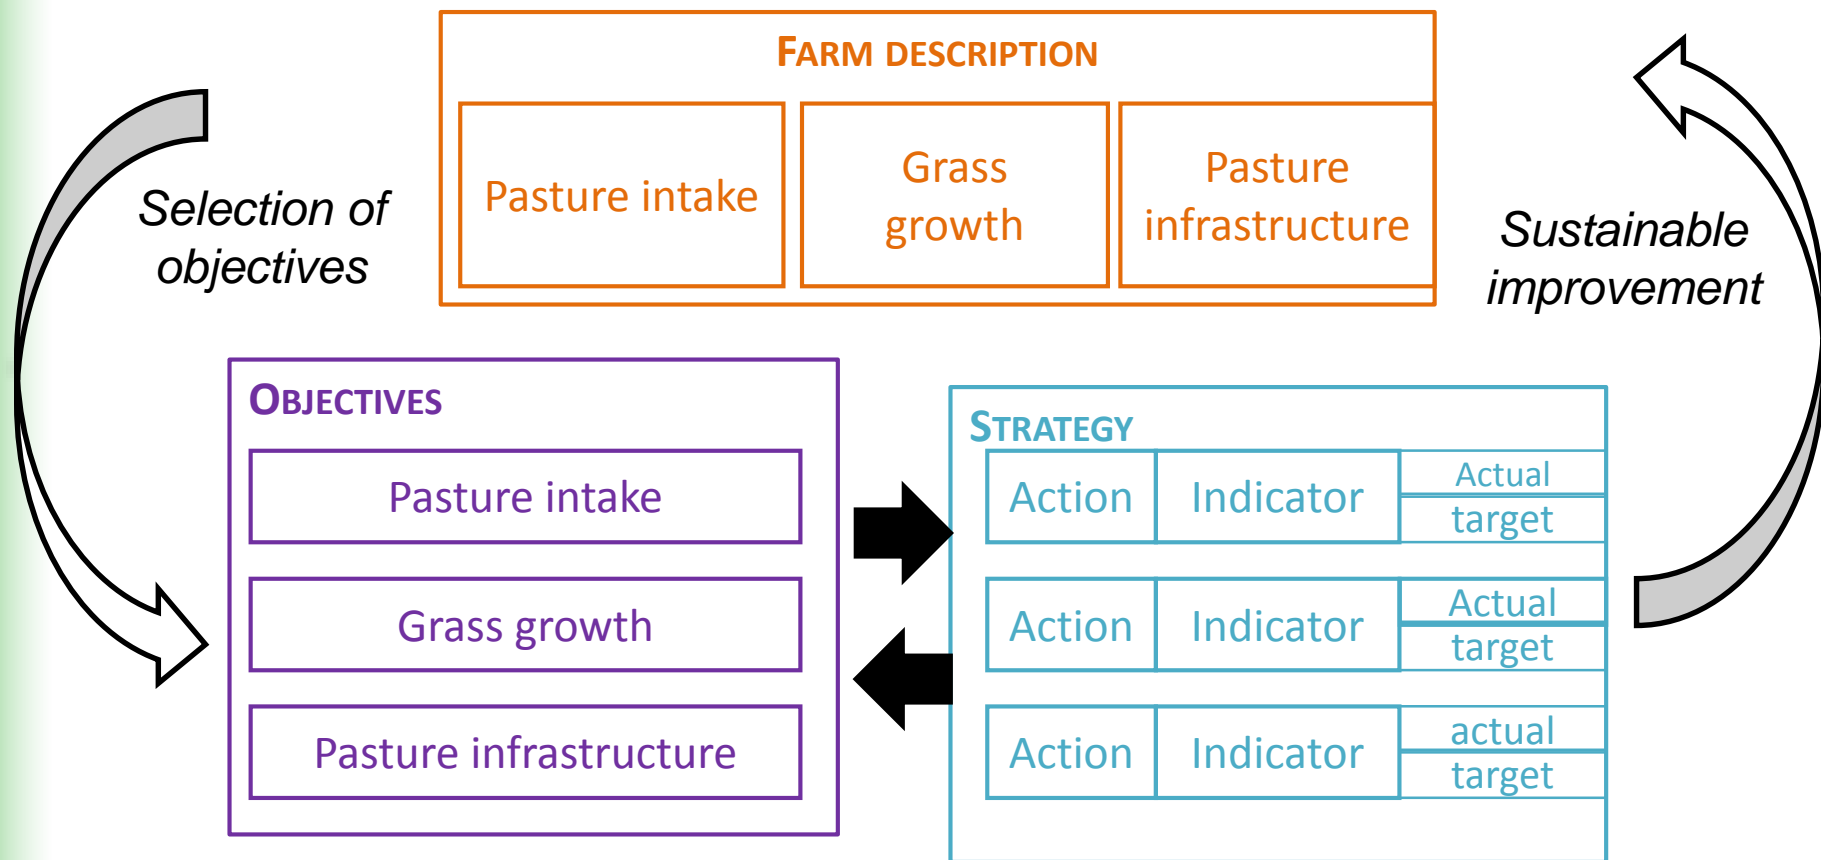 FARM DESCRIPTION
Pasture intake
Grass
growth
Pasture
infrastructure
Selection of
objectives
Sustainable
improvement
OBJECTIVES
Pasture intake
Grass growth
Pasture infrastructure
STRATEGY
Action
Indicator
Actual
target
Action
Indicator
Actual
target
Action
Indicator
actual
target